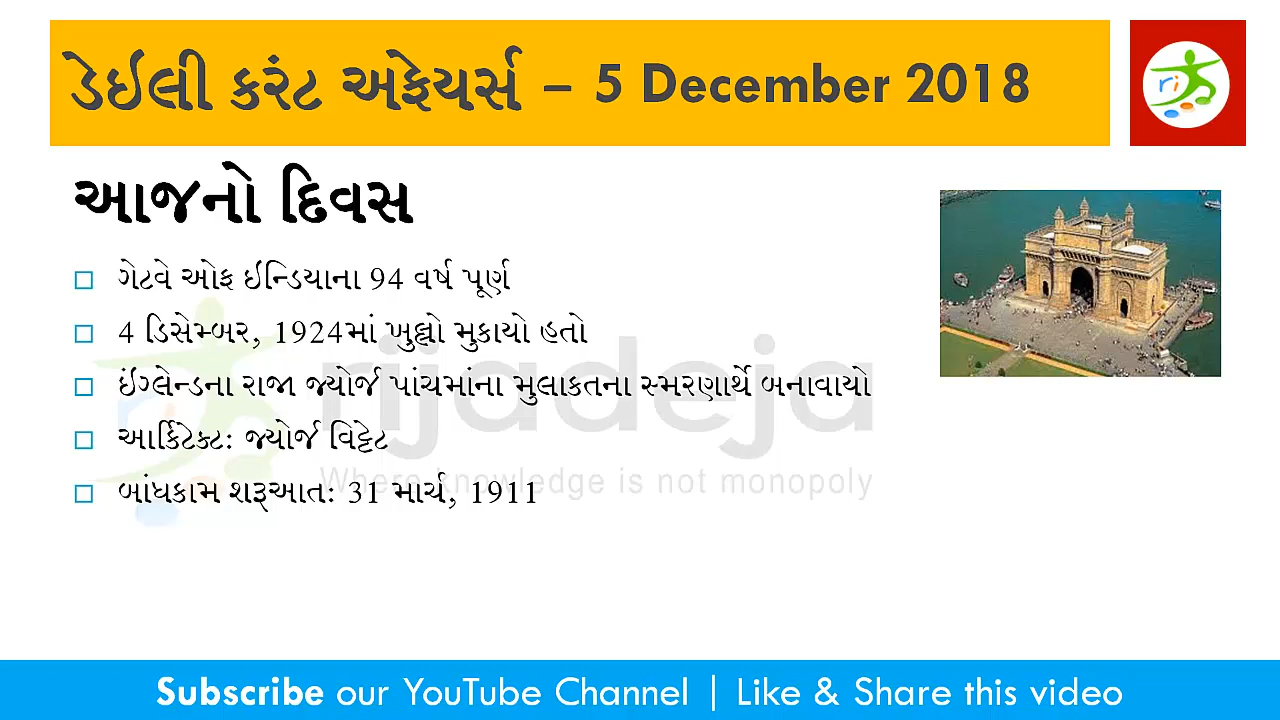 ડેઈલી કરંટ અફેયર્સ – 5 December 2018
ri
આજનો દિવસ
ગેટવે ઓફ ઈન્ડિયાના 94 વર્ષ પૂર્ણ
4 ડિસેમ્બર, 1924માં ખુલ્લો મુકાયો હતો
ઈંગ્લેન્ડના રાજા જ્યોર્જ પાંચમાંના મુલાકતના સ્મરણાર્થે બનાવાયો
આર્કિટેક્ટઃ જ્યોર્જ વિટ્ટેટ
બાંધકામ શરૂઆતઃ 31 માર્ચ, 1911
rijadeja
Where knowledge is not monopoly
Subscribe our YouTube Channel | Like & Share this video